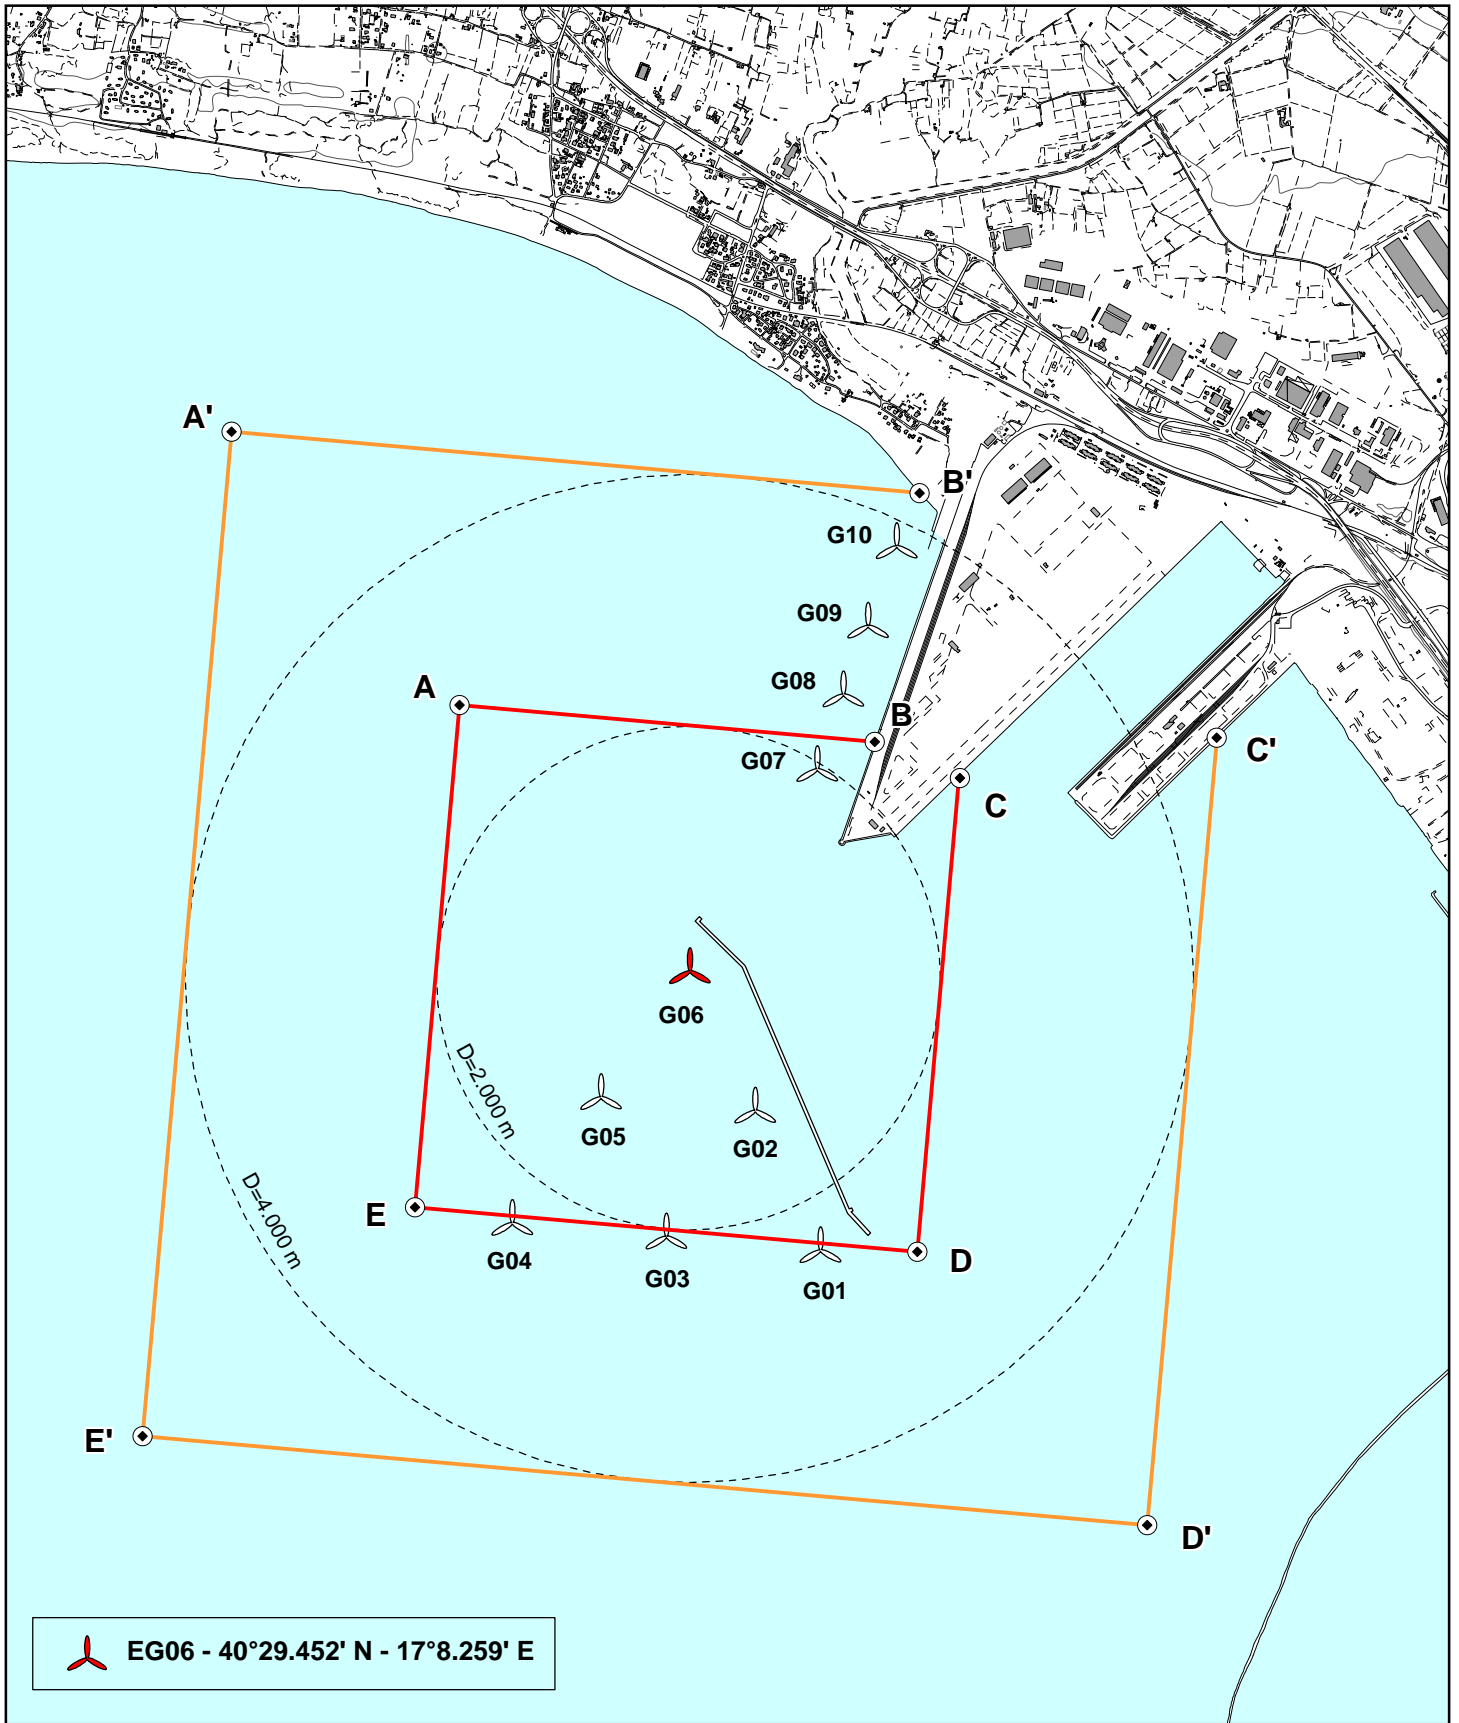 A'
B'
G10
G09
G08
A
B
G07
C'
C
G06
D=2.000 m
G05
G02
D=4.000 m
E
G04
G03
G01
D
E'
D'
EG06 - 40°29.452' N - 17°8.259' E